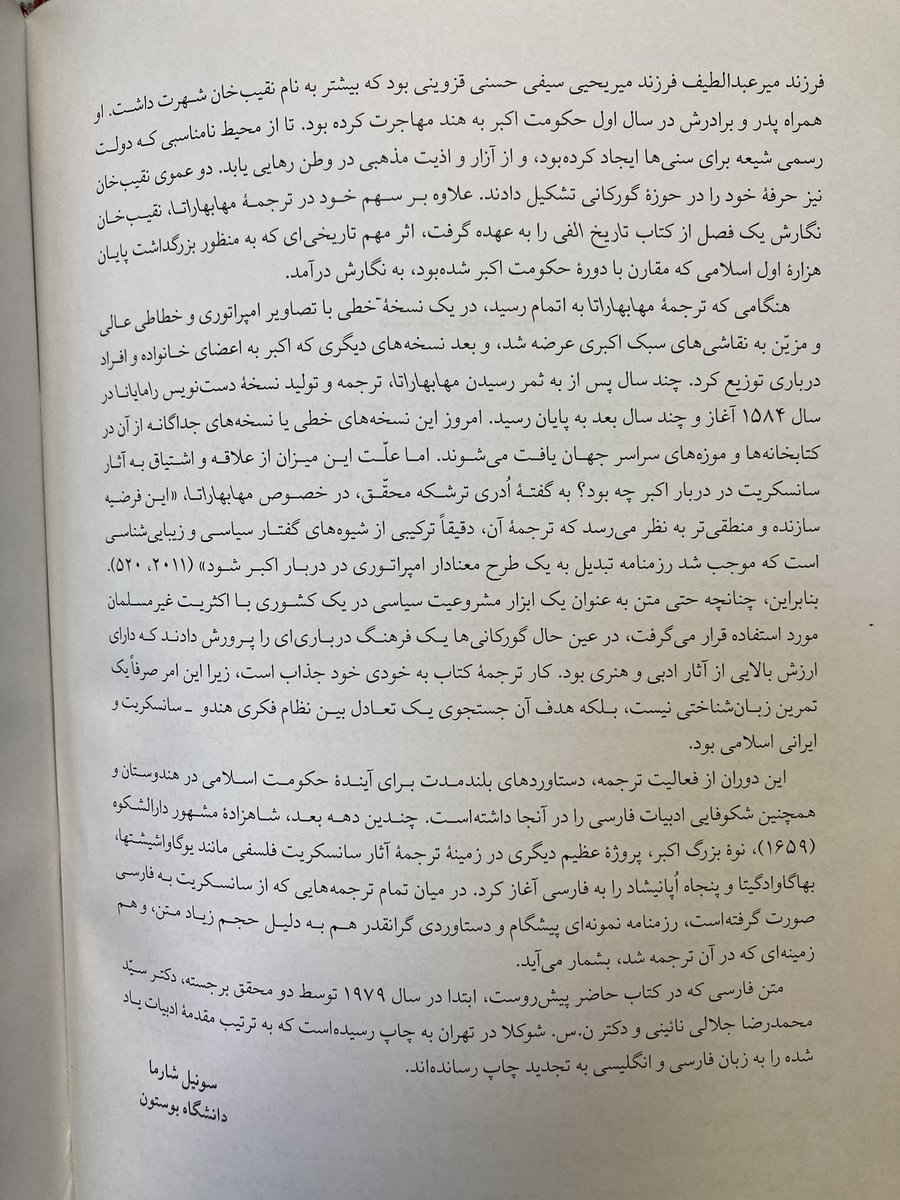 فرزند میرعبدالطیف فرزند میریحیی سیفی حسنی قزوینی بود که بیشتر به نام نقیب‌خان شهرت داشت. او
همراه پدر و برادرش در سال اول حکومت اکبر به هند مهاجرت کرده بود. تا از محیط نامناسبی که دولت
رسمی شیعه برای سنی‌ها ایجاد کرده‌بود، و از آزار و اذیت مذهبی در وطن رهایی یابد. دو عموی نقیب‌خان
نیز حرفهٔ خود را در حوزهٔ گورکانی تشکیل دادند. علاوه بر سهم خود در ترجمهٔ مهابهاراتا، نقیب‌خان
نگارش یک فصل از کتاب تاریخ الفی را به عهده گرفت، اثر مهم تاریخی‌ای که به منظور بزرگداشت پایان
هزارهٔ اول اسلامی که مقارن با دورهٔ حکومت اکبر شده‌بود، به نگارش درآمد.
هنگامی که ترجمهٔ مهابهاراتا به اتمام رسید، در یک نسخهٔ خطی با تصاویر امپراتوری و خطاطی عالی
و مزیّن به نقاشی‌های سبک اکبری عرضه شد، و بعد نسخه‌های دیگری که اکبر به اعضای خانواده و افراد
درباری توزیع کرد. چند سال پس از به ثمر رسیدن مهابهاراتا، ترجمه و تولید نسخهٔ دست‌نویس رامایانا در
سال ۱۵۸۴ آغاز و چند سال بعد به پایان رسید. امروز این نسخه‌های خطی یا نسخه‌های جداگانه از آن در
کتابخانه‌ها و موزه‌های سراسر جهان یافت می‌شوند. اما علّت این میزان از علاقه و اشتیاق به آثار
سانسکریت در دربار اکبر چه بود؟ به گفتهٔ اُدری ترشکه محقّق، در خصوص مهابهاراتا، «این فرضیه
سازنده و منطقی‌تر به نظر می‌رسد که ترجمهٔ آن، دقیقاً ترکیبی از شیوه‌های گفتار سیاسی و زیبایی‌شناسی
است که موجب شد رزمنامه تبدیل به یک طرح معنادار امپراتوری در دربار اکبر شود» (۲۰۱۱، ۵۲۰).
بنابراین، چنانچه حتی متن به عنوان یک ابزار مشروعیت سیاسی در یک کشوری با اکثریت غیرمسلمان
مورد استفاده قرار می‌گرفت، در عین حال گورکانی‌ها یک فرهنگ درباری‌ای را پرورش دادند که دارای
ارزش بالایی از آثار ادبی و هنری بود. کار ترجمهٔ کتاب به خودی خود جذاب است، زیرا این امر صرفاً یک
تمرین زبان‌شناختی نیست، بلکه هدف آن جستجوی یک تعادل بین نظام فکری هندو ـ سانسکریت و
ایرانی اسلامی بود.
این دوران از فعالیت ترجمه، دستاوردهای بلندمدت برای آیندهٔ حکومت اسلامی در هندوستان و
همچنین شکوفایی ادبیات فارسی را در آنجا داشته‌است. چندین دهه بعد، شاهزادهٔ مشهور دارالشکوه
(۱۶۵۹)، نوهٔ بزرگ اکبر، پروژهٔ عظیم دیگری در زمینهٔ ترجمهٔ آثار سانسکریت فلسفی مانند یوگاواشیشتها،
بهاگاوادگیتا و پنجاه اُپانیشاد را به فارسی آغاز کرد. در میان تمام ترجمه‌هایی که از سانسکریت به فارسی
صورت گرفته‌است، رزمنامه نمونه‌ای پیشگام و دستاوردی گرانقدر هم به دلیل حجم زیاد متن، و هم
زمینه‌ای که در آن ترجمه شد، بشمار می‌آید.
متن فارسی که در کتاب حاضر پیش‌روست، ابتدا در سال ۱۹۷۹ توسط دو محقق برجسته، دکتر سیّد
محمدرضا جلالی نائینی و دکتر ن.س. شوکلا در تهران به چاپ رسیده‌است که به ترتیب مقدمهٔ ادبیات یاد
شده را به زبان فارسی و انگلیسی به تجدید چاپ رسانده‌اند.
سونیل شارما
دانشگاه بوستون